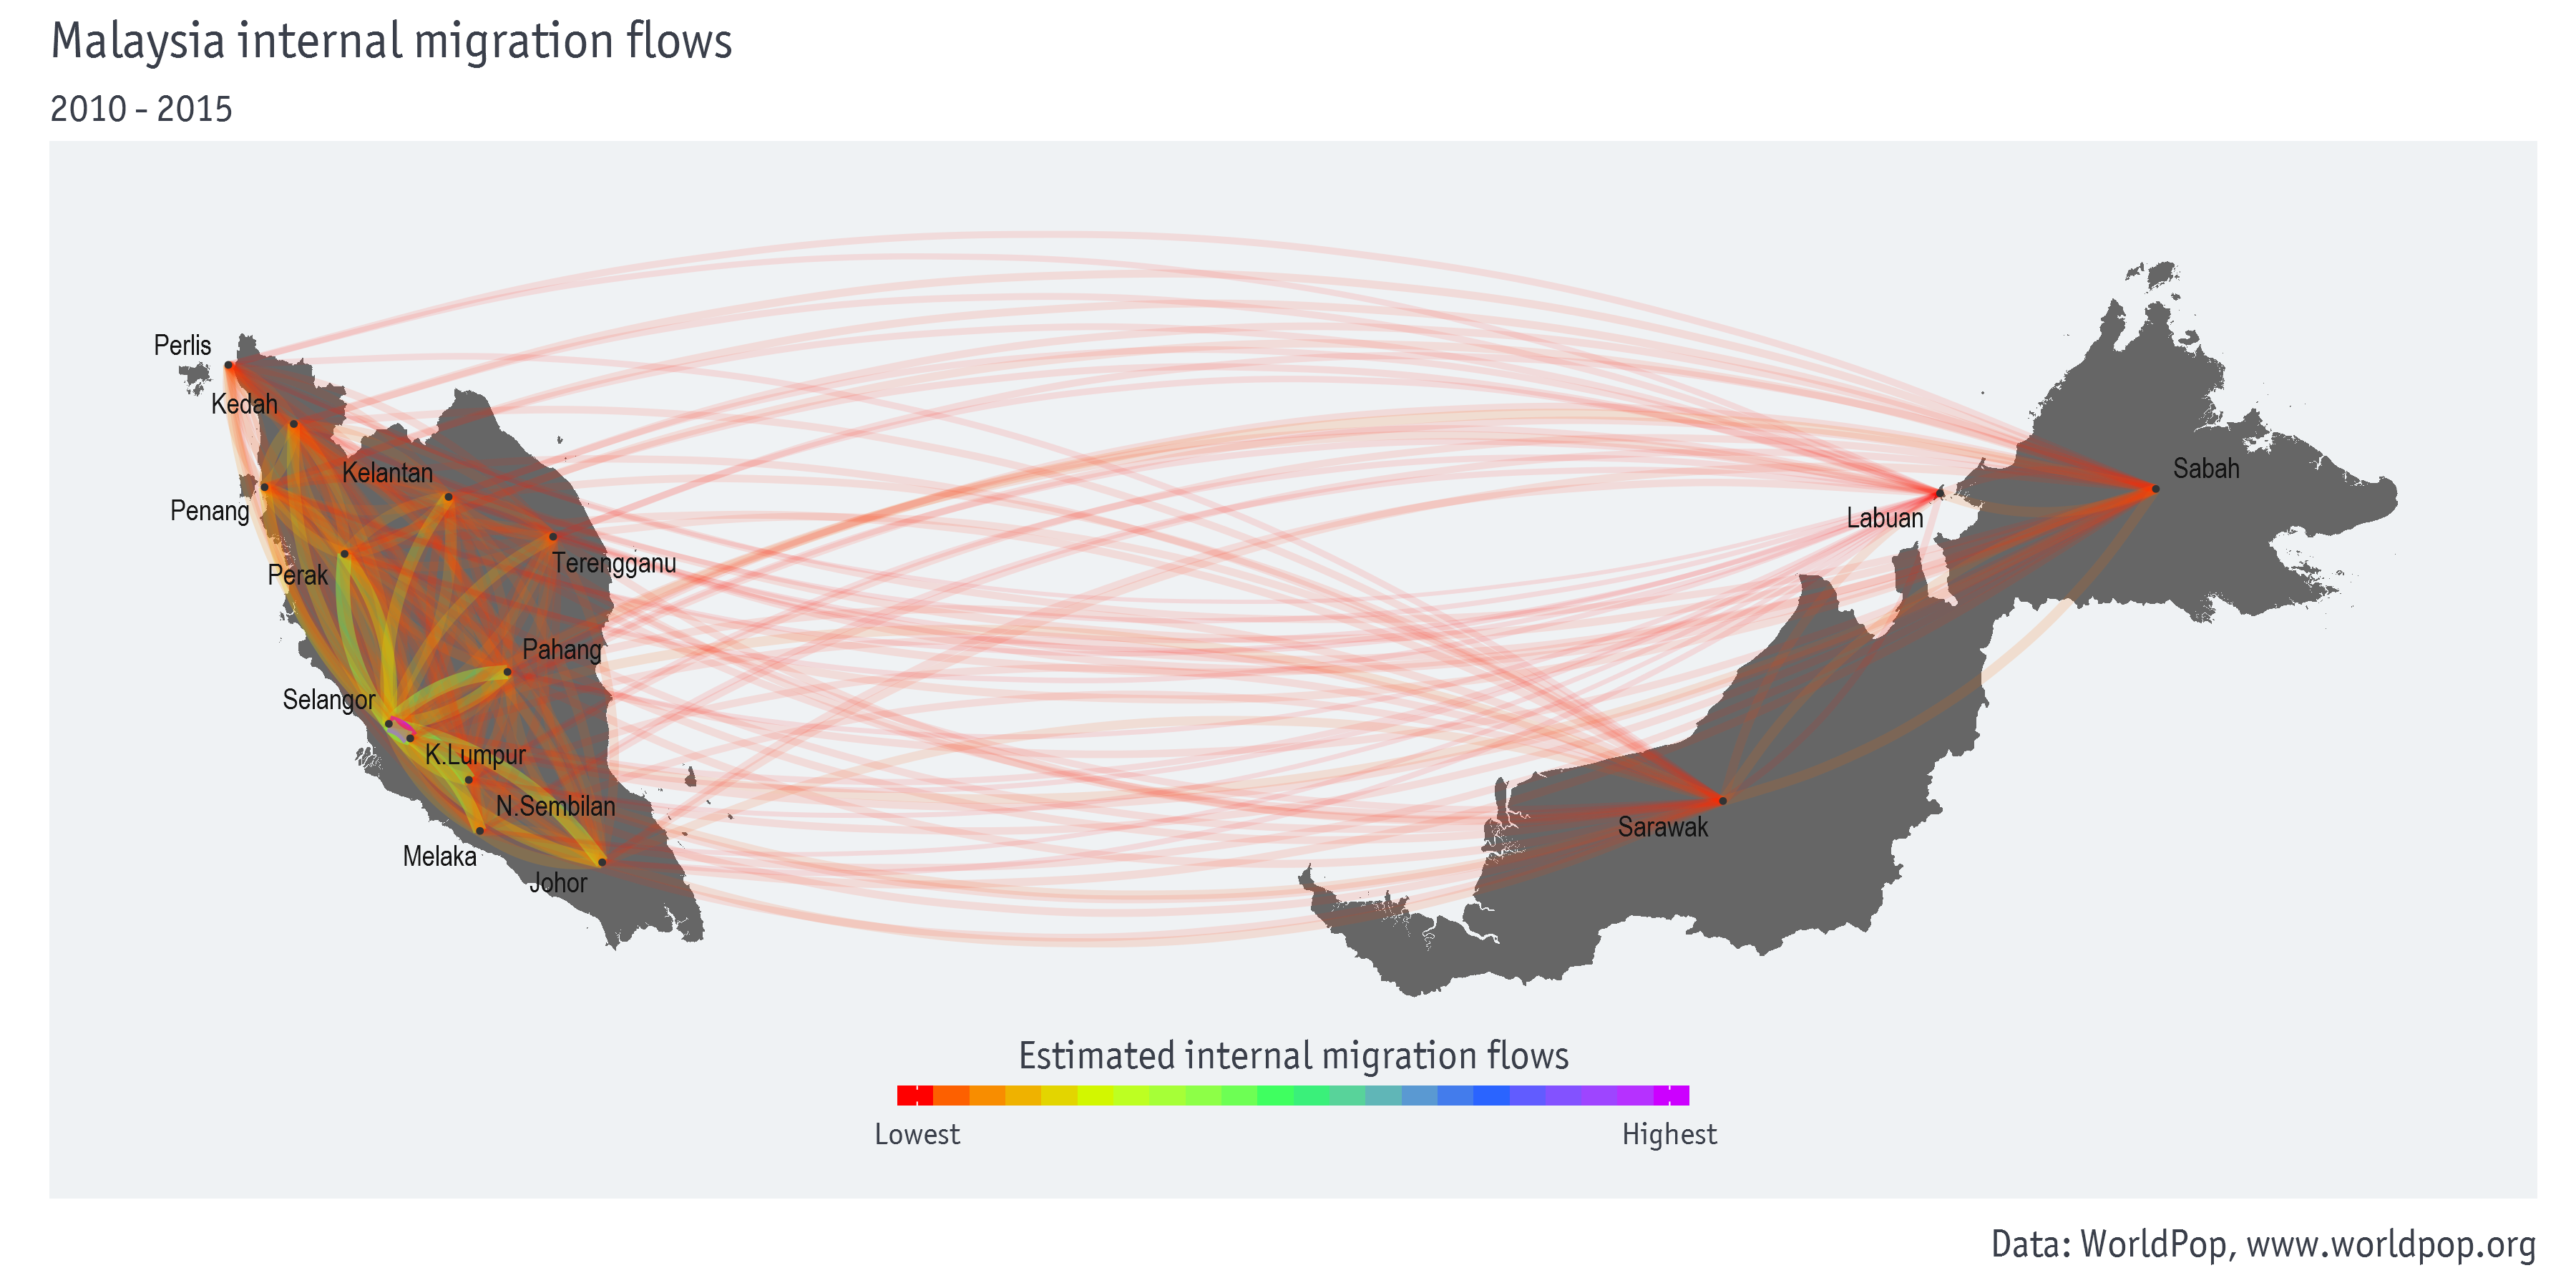 Malaysia internal migration flows
2010 - 2015
Perlis
Kedah
Kelantan
Penang
Terengganu
Perak
Pahang
Selangor
K.Lumpur
N.Sembilan
Melaka
Johor
Sabah
Labuan
Sarawak
Estimated internal migration flows
Lowest
Highest
Data: WorldPop, www.worldpop.org